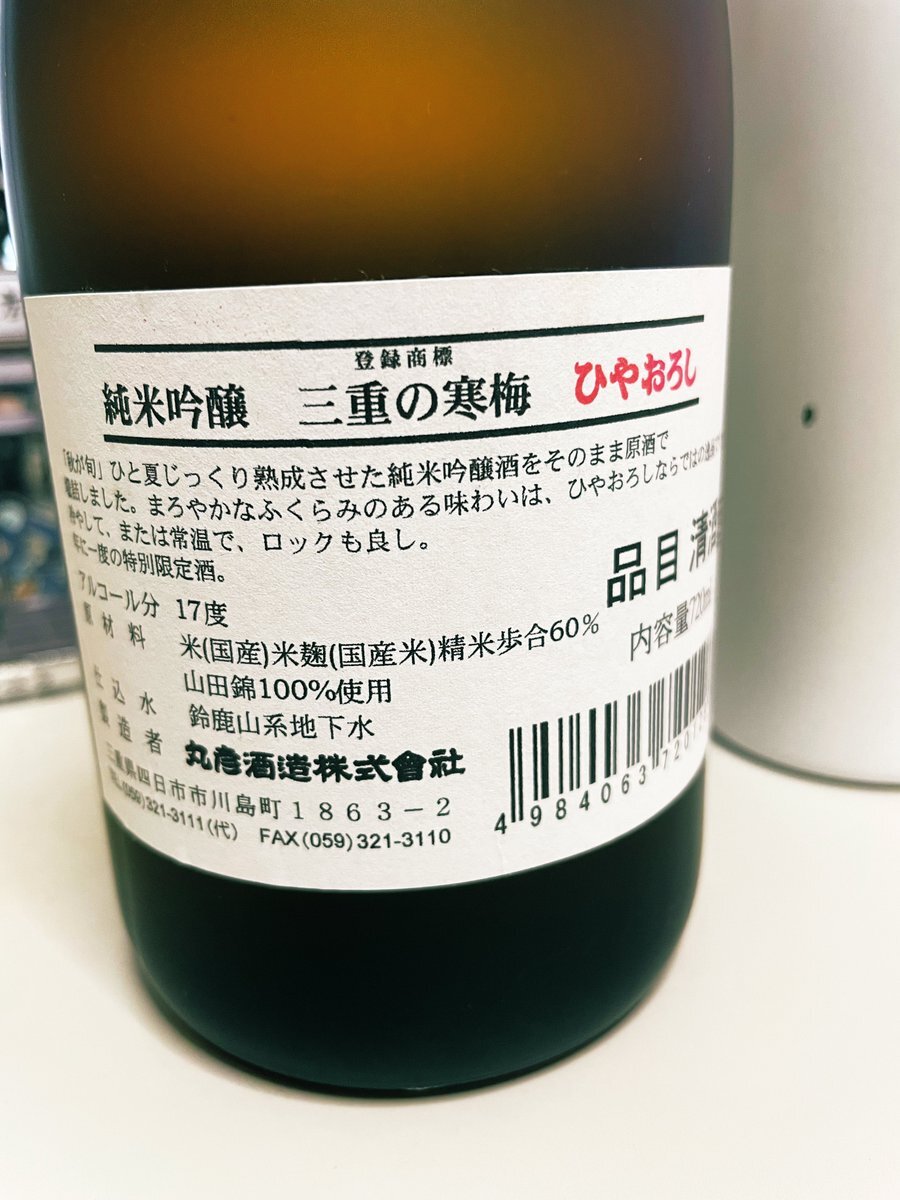 登録商標
純米吟醸 三重の寒梅 ひやおろし
「秋が旬」ひと夏じっくり熟成させた純米吟醸酒をそのまま原酒で
詰しました。まろやかなふくらみのある味わいは、ひやおろしならではの
冷やして、または常温で、ロックも良し。
年に一度の特別限定酒。
品目 清酒
内容量720ml
アルコール分 17度
原材料 米(国産)米麹(国産米)精米歩合60%
山田錦100%使用
仕込水 鈴鹿山系地下水
製造者 丸彦酒造株式會社
三重県四日市市川島町1863-2
TEL(059)321-3111(代) FAX(059)321-3110
4984063720